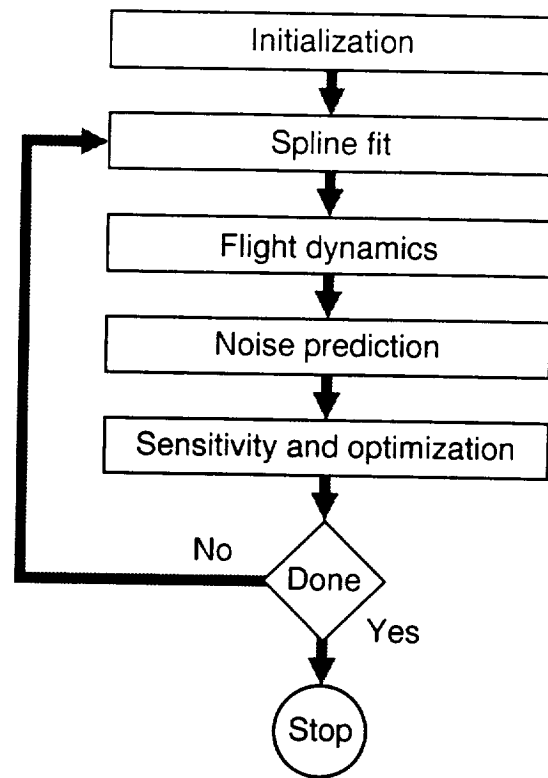 Initialization
Spline fit
Flight dynamics
Noise prediction
Sensitivity and optimization
No
Done
Yes
Stop